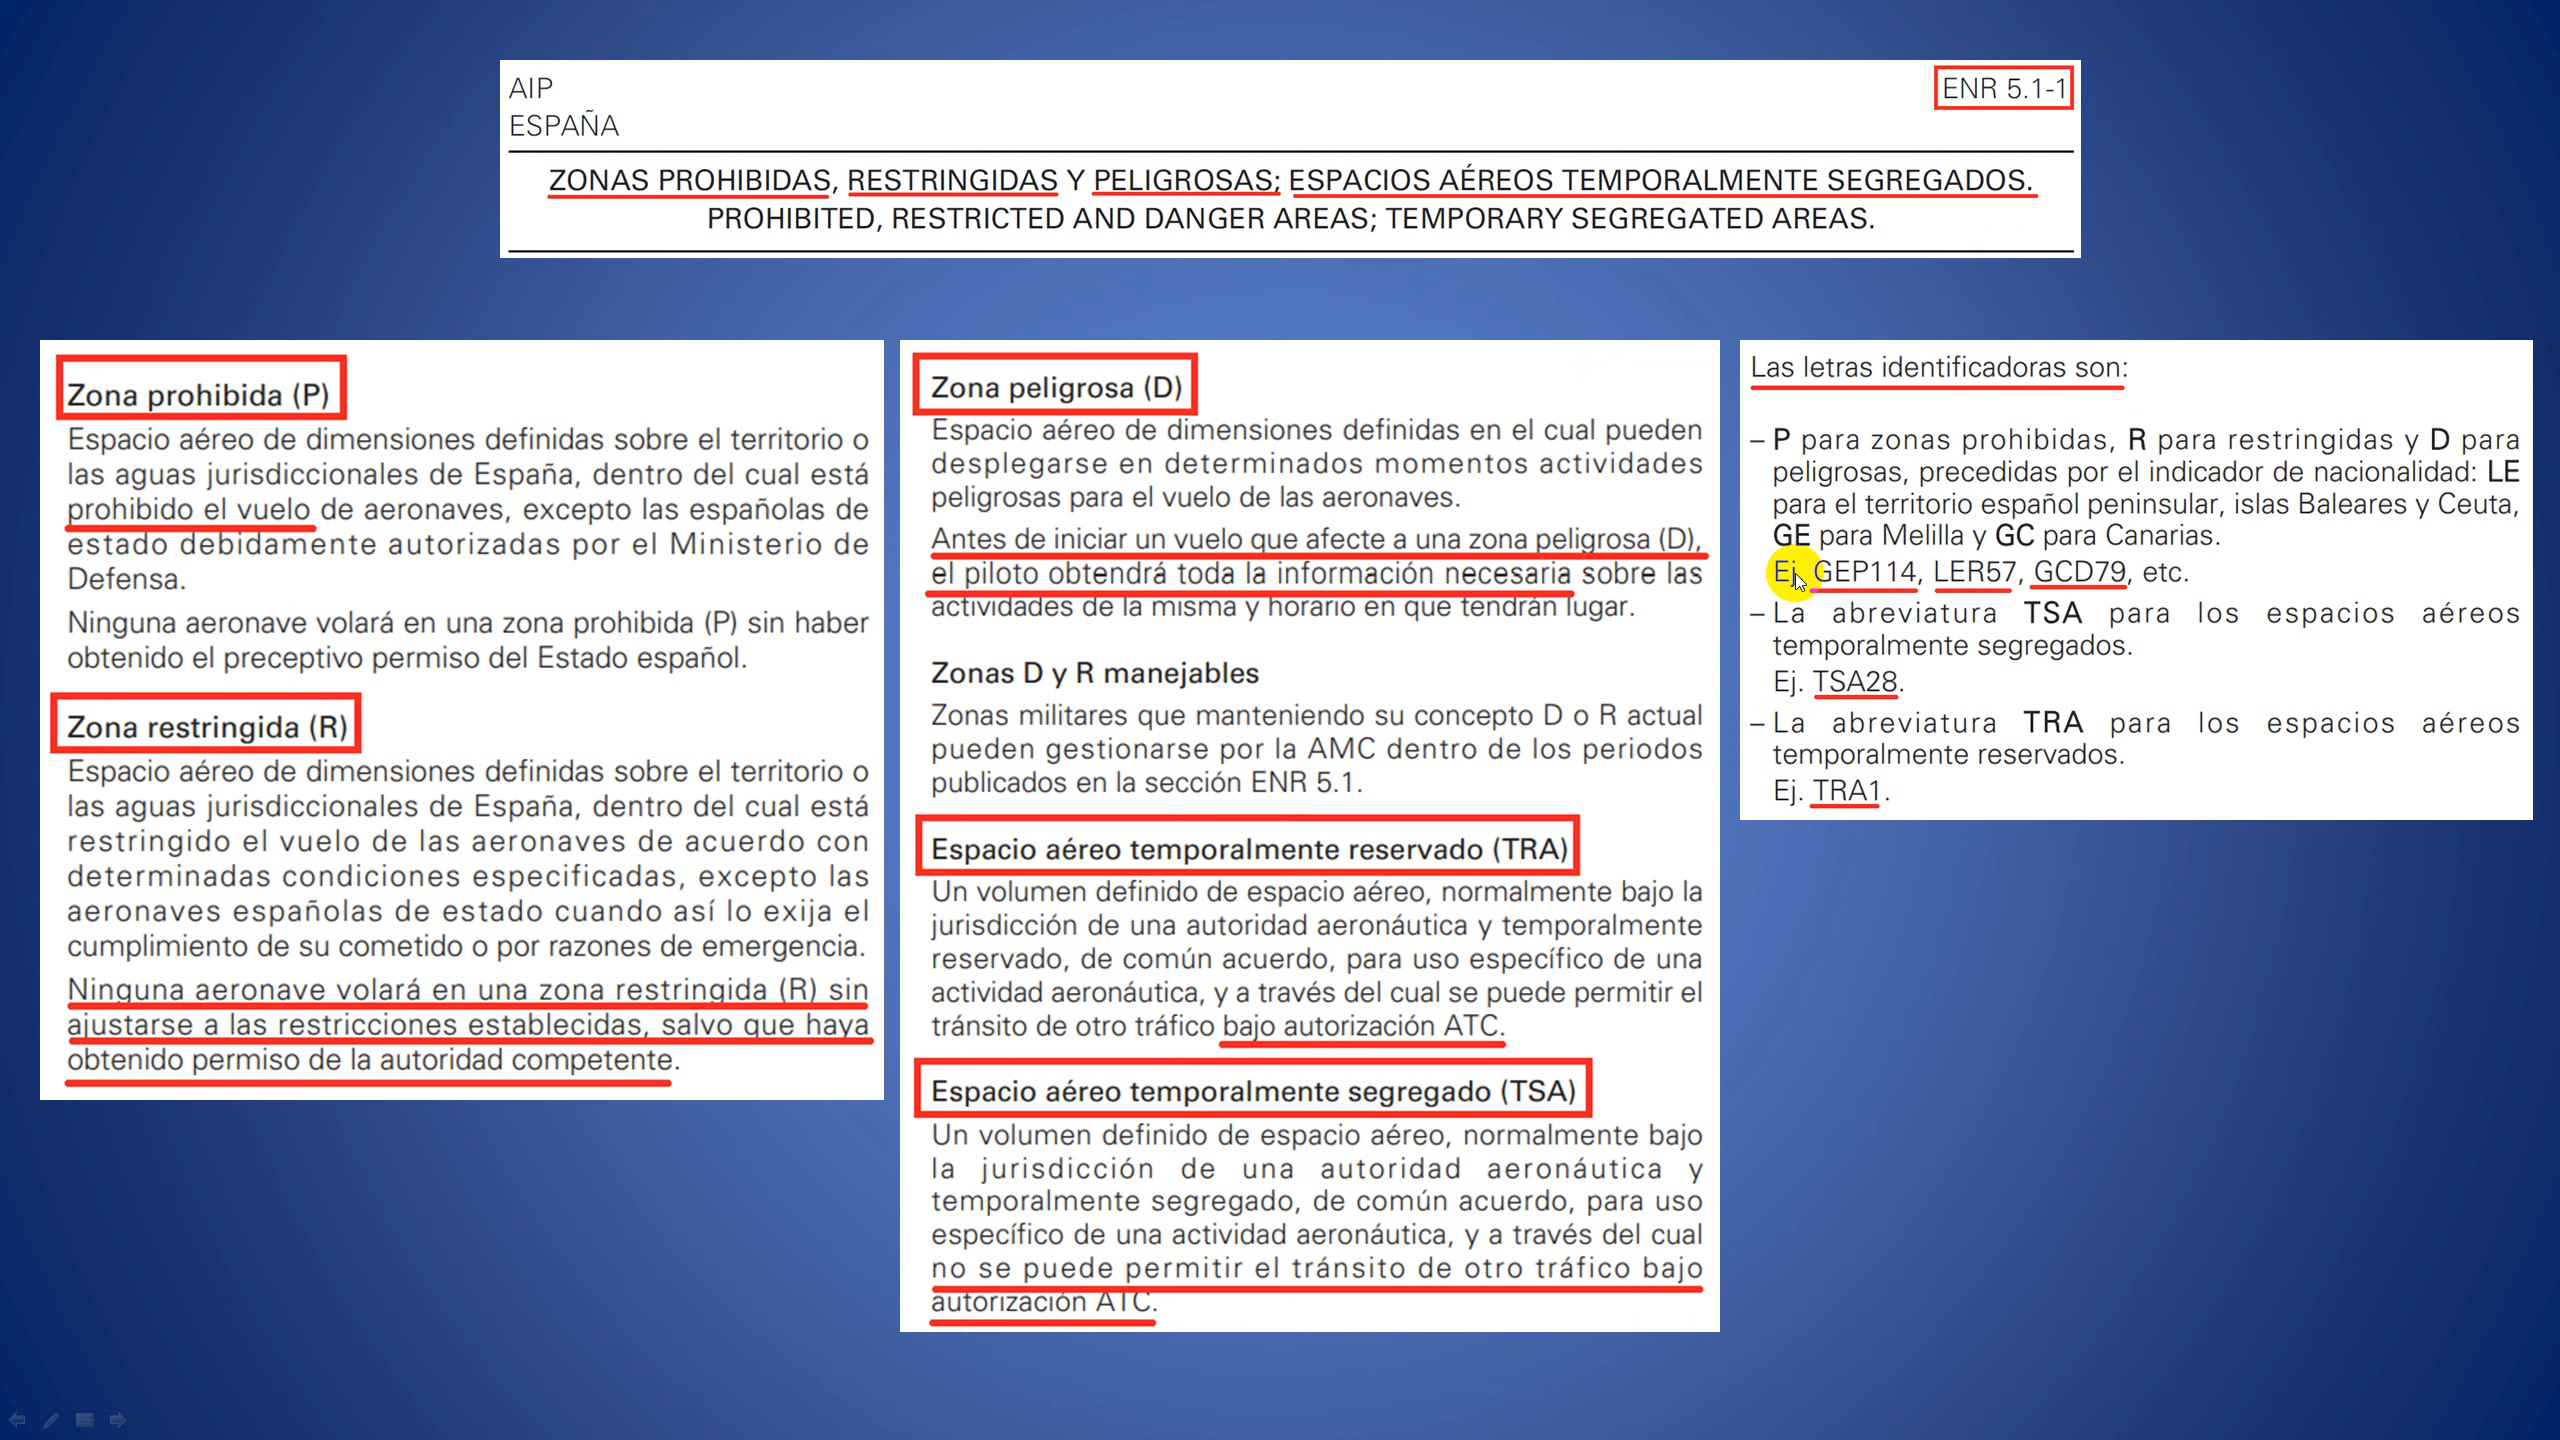 AIP
ESPAÑA
ENR 5.1-1
ZONAS PROHIBIDAS, RESTRINGIDAS Y PELIGROSAS; ESPACIOS AÉREOS TEMPORALMENTE SEGREGADOS.
PROHIBITED, RESTRICTED AND DANGER AREAS; TEMPORARY SEGREGATED AREAS.
Zona prohibida (P)
Espacio aéreo de dimensiones definidas sobre el territorio o
las aguas jurisdiccionales de España, dentro del cual está
prohibido el vuelo de aeronaves, excepto las españolas de
estado debidamente autorizadas por el Ministerio de
Defensa.
Ninguna aeronave volará en una zona prohibida (P) sin haber
obtenido el preceptivo permiso del Estado español.
Zona restringida (R)
Espacio aéreo de dimensiones definidas sobre el territorio o
las aguas jurisdiccionales de España, dentro del cual está
restringido el vuelo de las aeronaves de acuerdo con
determinadas condiciones especificadas, excepto las
aeronaves españolas de estado cuando así lo exija el
cumplimiento de su cometido o por razones de emergencia.
Ninguna aeronave volará en una zona restringida (R) sin
ajustarse a las restricciones establecidas, salvo que haya
obtenido permiso de la autoridad competente.
Zona peligrosa (D)
Espacio aéreo de dimensiones definidas en el cual pueden
desplegarse en determinados momentos actividades
peligrosas para el vuelo de las aeronaves.
Antes de iniciar un vuelo que afecte a una zona peligrosa (D),
el piloto obtendrá toda la información necesaria sobre las
actividades de la misma y horario en que tendrán lugar.
Zonas D y R manejables
Zonas militares que manteniendo su concepto D o R actual
pueden gestionarse por la AMC dentro de los periodos
publicados en la sección ENR 5.1.
Espacio aéreo temporalmente reservado (TRA)
Un volumen definido de espacio aéreo, normalmente bajo la
jurisdicción de una autoridad aeronáutica y temporalmente
reservado, de común acuerdo, para uso específico de una
actividad aeronáutica, y a través del cual se puede permitir el
tránsito de otro tráfico bajo autorización ATC.
Espacio aéreo temporalmente segregado (TSA)
Un volumen definido de espacio aéreo, normalmente bajo
la jurisdicción de una autoridad aeronáutica y
temporalmente segregado, de común acuerdo, para uso
específico de una actividad aeronáutica, y a través del cual
no se puede permitir el tránsito de otro tráfico bajo
autorización ATC.
Las letras identificadoras son:
– P para zonas prohibidas, R para restringidas y D para
peligrosas, precedidas por el indicador de nacionalidad: LE
para el territorio español peninsular, islas Baleares y Ceuta,
GE para Melilla y GC para Canarias.
Ej. GEP114, LER57, GCD79, etc.
– La abreviatura TSA para los espacios aéreos
temporalmente segregados.
Ej. TSA28.
– La abreviatura TRA para los espacios aéreos
temporalmente reservados.
Ej. TRA1.